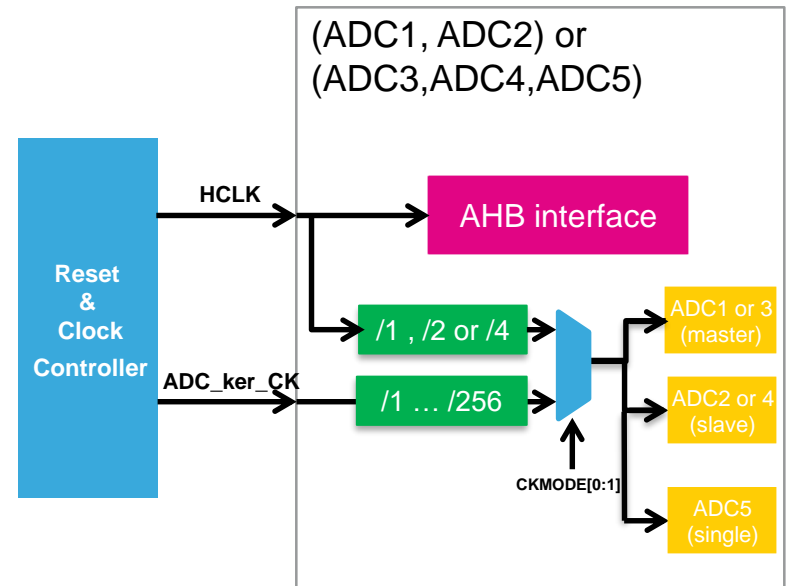 (ADC1, ADC2) or
(ADC3,ADC4,ADC5)
HCLK
AHB interface
Reset
&
Clock
Controller
/1 , /2 or /4
ADC1 or 3
(master)
ADC_ker_CK
/1 … /256
ADC2 or 4
(slave)
CKMODE[0:1]
ADC5
(single)